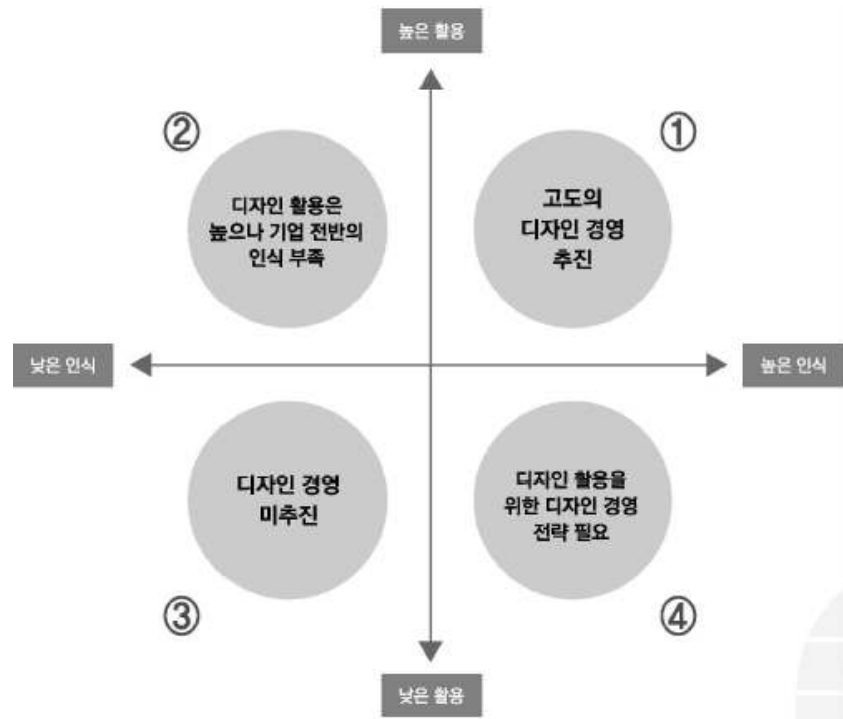 높은 활용
②
디자인 활용은
높으나 기업 전반의
인식 부족
①
고도의
디자인 경영
추진
낮은 인식
높은 인식
③
디자인 경영
미추진
④
디자인 활용을
위한 디자인 경영
전략 필요
낮은 활용